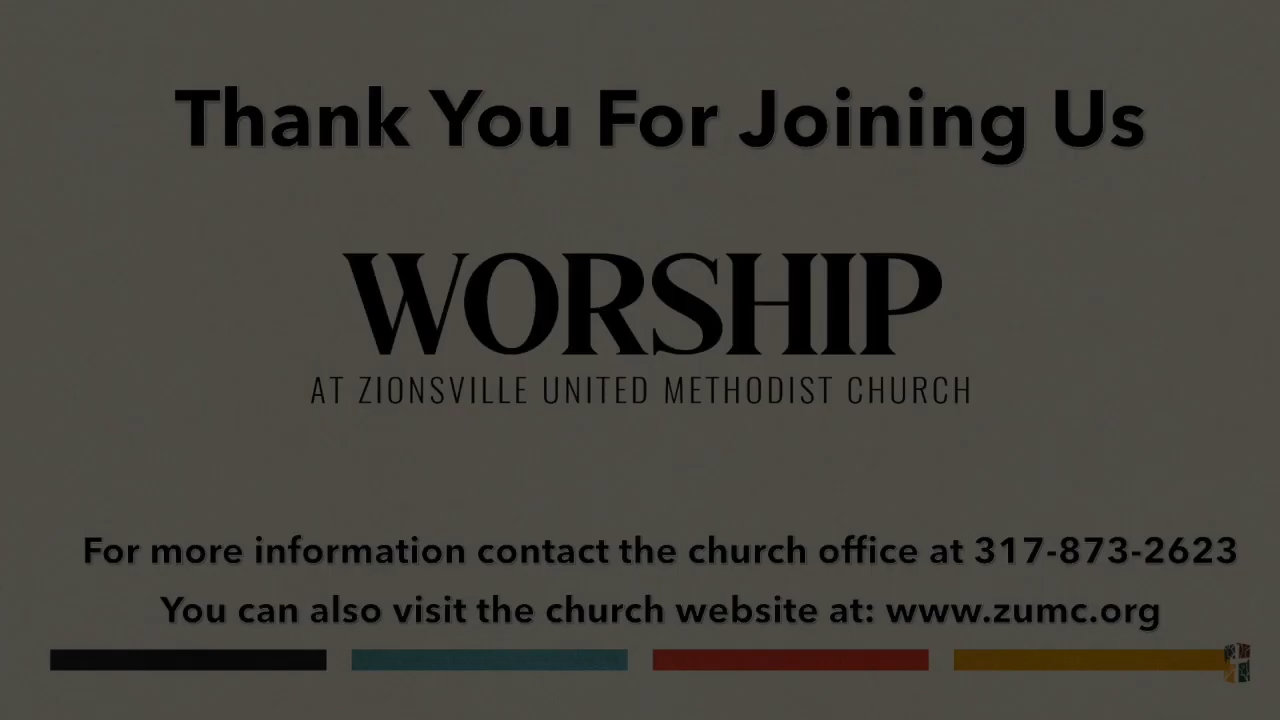 Thank You For Joining Us
WORSHIP
AT ZIONSVILLE UNITED METHODIST CHURCH
For more information contact the church office at 317-873-2623
You can also visit the church website at: www.zumc.org